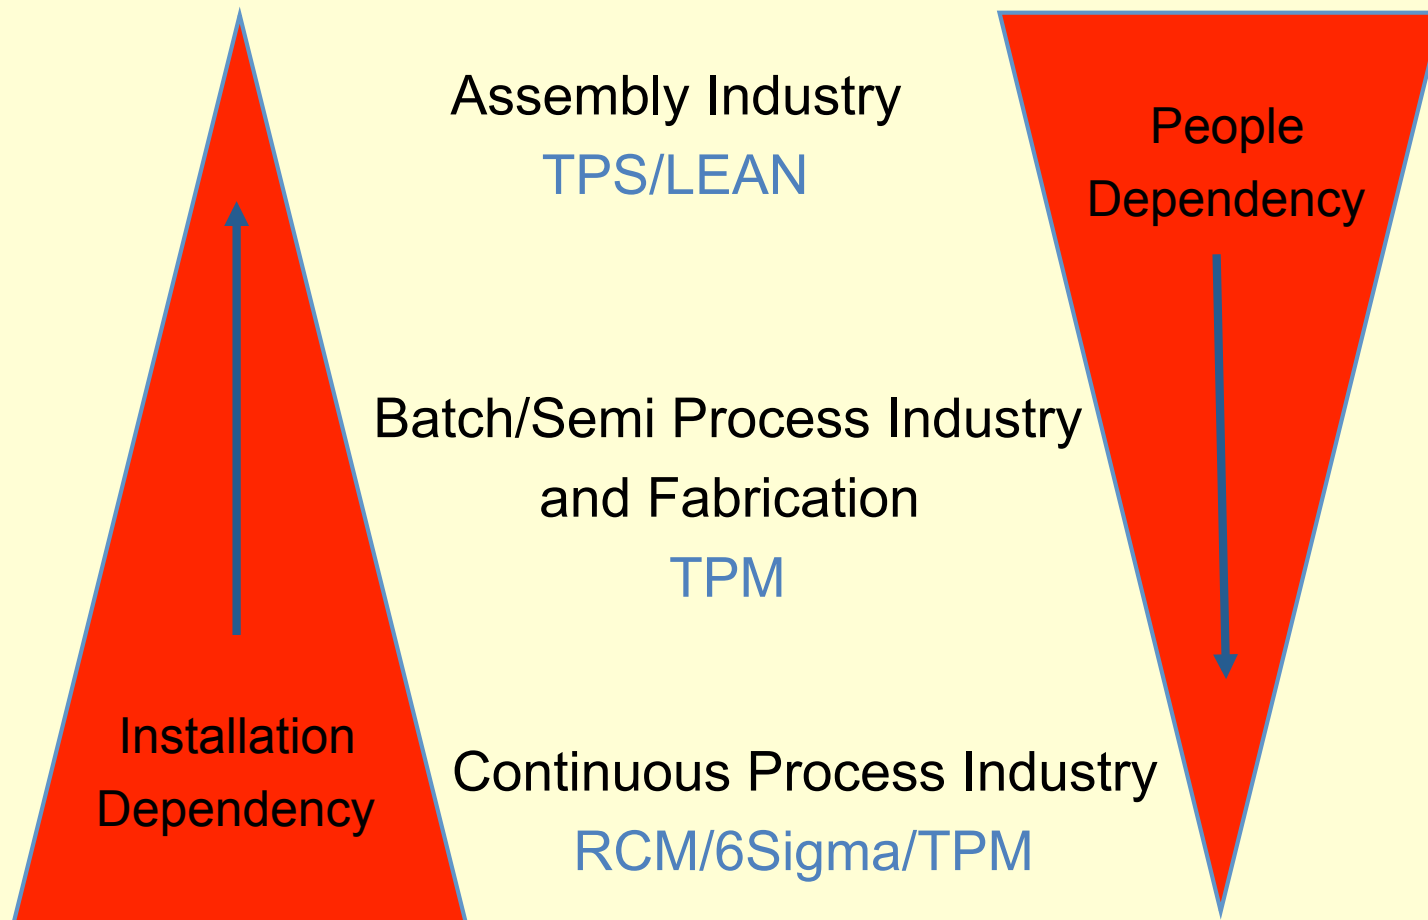 Assembly Industry
TPS/LEAN
People
Dependency
Batch/Semi Process Industry
and Fabrication
TPM
Installation
Dependency
Continuous Process Industry
RCM/6Sigma/TPM